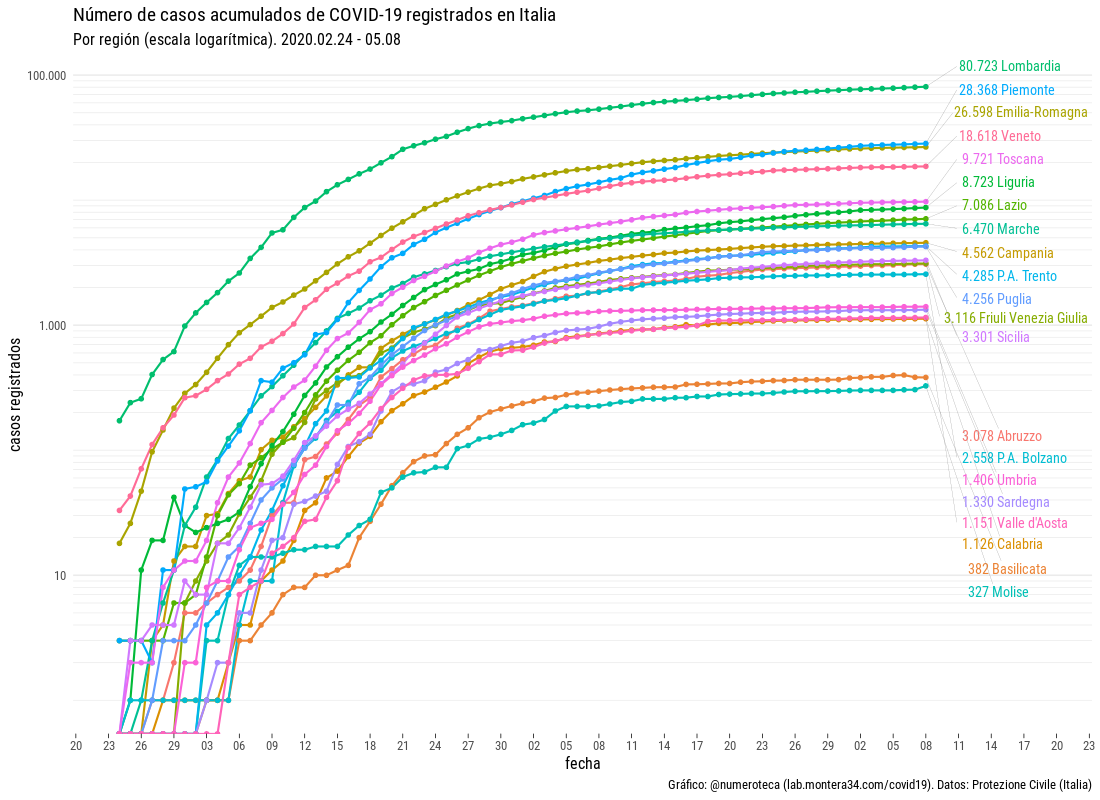 Número de casos acumulados de COVID-19 registrados en Italia
Por región (escala logarítmica). 2020.02.24 - 05.08
100.000
1.000
10
casos registrados
80.723 Lombardia
28.368 Piemonte
26.598 Emilia-Romagna
18.618 Veneto
9.721 Toscana
8.723 Liguria
7.086 Lazio
6.470 Marche
4.562 Campania
4.285 P.A. Trento
4.256 Puglia
3.116 Friuli Venezia Giulia
3.301 Sicilia
3.078 Abruzzo
2.558 P.A. Bolzano
1.406 Umbria
1.330 Sardegna
1.151 Valle d'Aosta
1.126 Calabria
382 Basilicata
327 Molise
20 23 26 29 03 06 09 12 15 18 21 24 27 30 02 05 08 11 14 17 20 23 26 29 02 05 08 11 14 17 20 23
fecha
Gráfico: @numeroteca (lab.montera34.com/covid19). Datos: Protezione Civile (Italia)